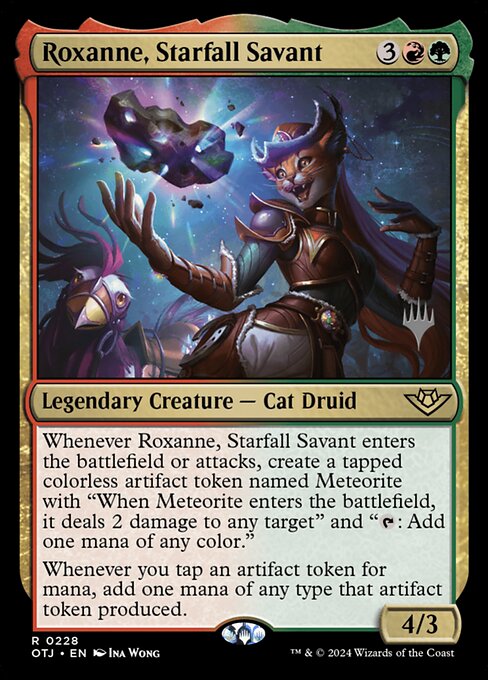 Roxanne, Starfall Savant 3
Legendary Creature — Cat Druid
Whenever Roxanne, Starfall Savant enters
the battlefield or attacks, create a tapped
colorless artifact token named Meteorite
with “When Meteorite enters the battlefield,
it deals 2 damage to any target” and “: Add
one mana of any color.”
Whenever you tap an artifact token for
mana, add one mana of any type that artifact
token produced.
4/3
R 0228
OTJ • EN Ina Wong
™ & © 2024 Wizards of the Coast